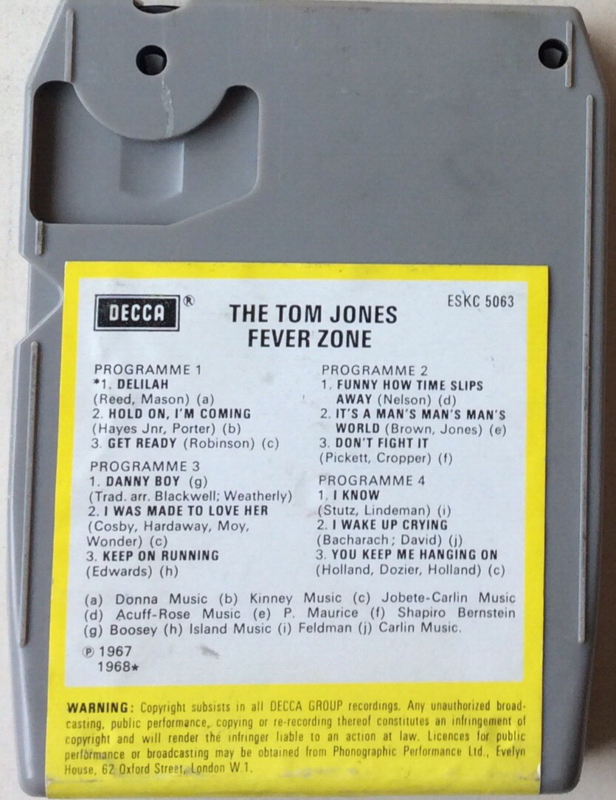 DECCA ®
THE TOM JONES
FEVER ZONE
ESKC 5063
PROGRAMME 1
*1. DELILAH
(Reed, Mason) (a)
2. HOLD ON, I'M COMING
(Hayes Jnr, Porter) (b)
3. GET READY (Robinson) (c)
PROGRAMME 2
1. FUNNY HOW TIME SLIPS
AWAY (Nelson) (d)
2. IT'S A MAN'S MAN'S MAN'S
WORLD (Brown, Jones) (e)
3. DON'T FIGHT IT
(Pickett, Cropper) (f)
PROGRAMME 3
1. DANNY BOY (g)
(Trad. arr. Blackwell; Weatherly)
2. I WAS MADE TO LOVE HER
(Cosby, Hardaway, Moy,
Wonder) (c)
3. KEEP ON RUNNING
(Edwards) (h)
PROGRAMME 4
1. I KNOW
(Stutz, Lindeman) (i)
2. I WAKE UP CRYING
(Bacharach; David) (j)
3. YOU KEEP ME HANGING ON
(Holland, Dozier, Holland) (c)
(a) Donna Music (b) Kinney Music (c) Jobete-Carlin Music
(d) Acuff-Rose Music (e) P. Maurice (f) Shapiro Bernstein
(g) Boosey (h) Island Music (i) Feldman (j) Carlin Music.
℗ 1967
1968*
WARNING: Copyright subsists in all DECCA GROUP recordings. Any unauthorized broad-
casting, public performance, copying or re-recording thereof constitutes an infringement of
copyright and will render the infringer liable to an action at law. Licences for public
performance or broadcasting may be obtained from Phonographic Performance Ltd., Evelyn
House, 62 Oxford Street, London W.1.